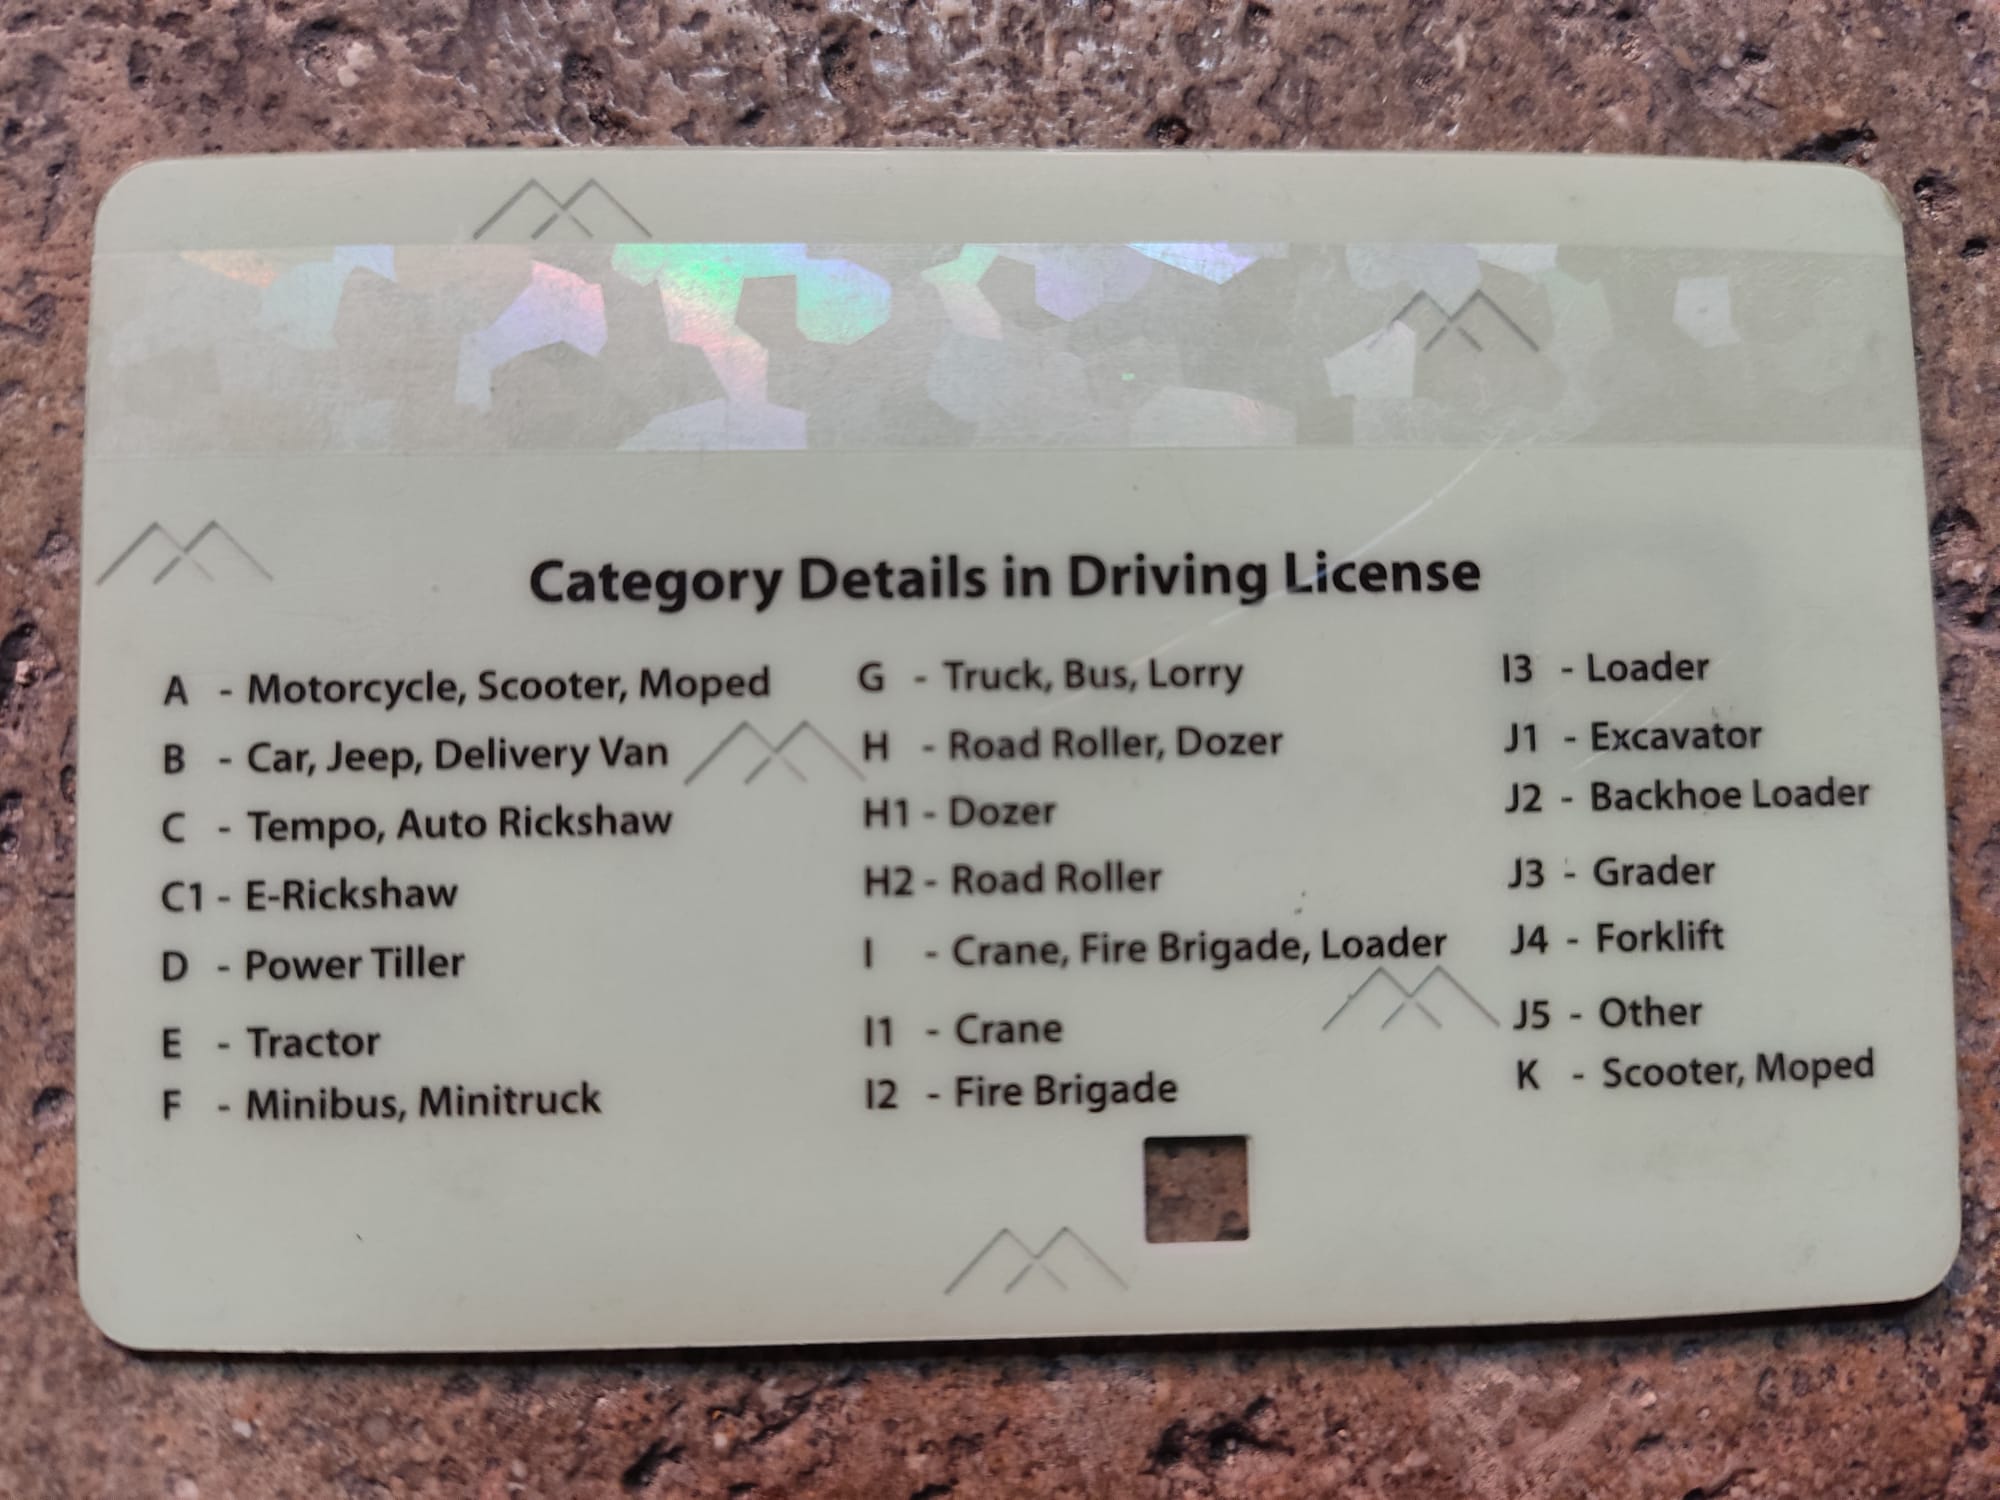 Category Details in Driving License
A - Motorcycle, Scooter, Moped
B - Car, Jeep, Delivery Van
C - Tempo, Auto Rickshaw
C1 - E-Rickshaw
D - Power Tiller
E - Tractor
F - Minibus, Minitruck
G - Truck, Bus, Lorry
H - Road Roller, Dozer
H1 - Dozer
H2 - Road Roller
I - Crane, Fire Brigade, Loader
I1 - Crane
I2 - Fire Brigade
I3 - Loader
J1 - Excavator
J2 - Backhoe Loader
J3 - Grader
J4 - Forklift
J5 - Other
K - Scooter, Moped